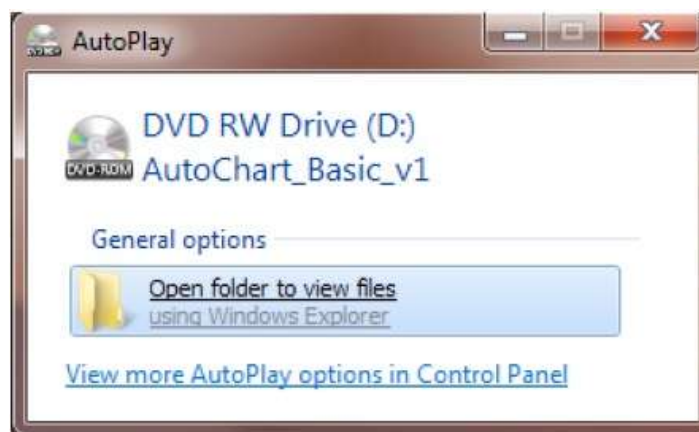 AutoPlay
DVD RW Drive (D:)
AutoChart_Basic_v1
DVD-ROM
General options
Open folder to view files
using Windows Explorer
View more AutoPlay options in Control Panel